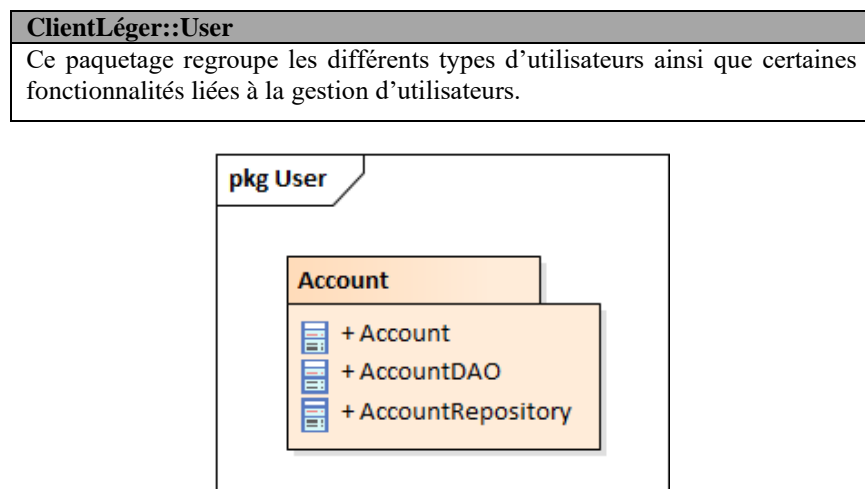 ClientLéger::User
Ce paquetage regroupe les différents types d’utilisateurs ainsi que certaines
fonctionnalités liées à la gestion d’utilisateurs.
pkg User
Account
+ Account
+ AccountDAO
+ AccountRepository